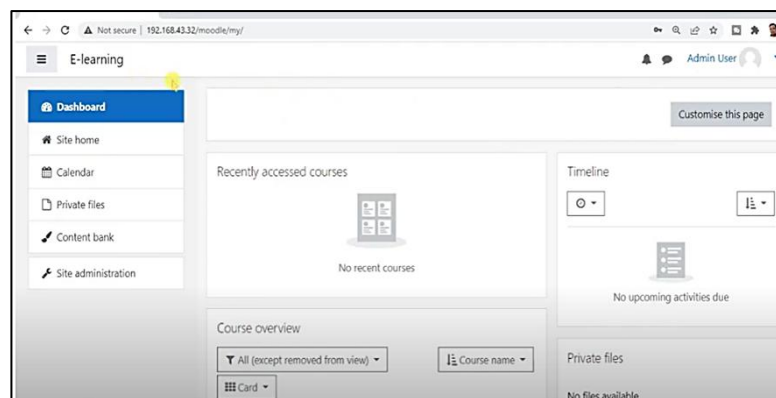 Not secure | 192.168.43.32/moodle/my/
E-learning
Admin User
Dashboard
Site home
Calendar
Private files
Content bank
Site administration
Customise this page
Recently accessed courses
No recent courses
Timeline
No upcoming activities due
Course overview
All (except removed from view)
Course name
Card
Private files
No files available